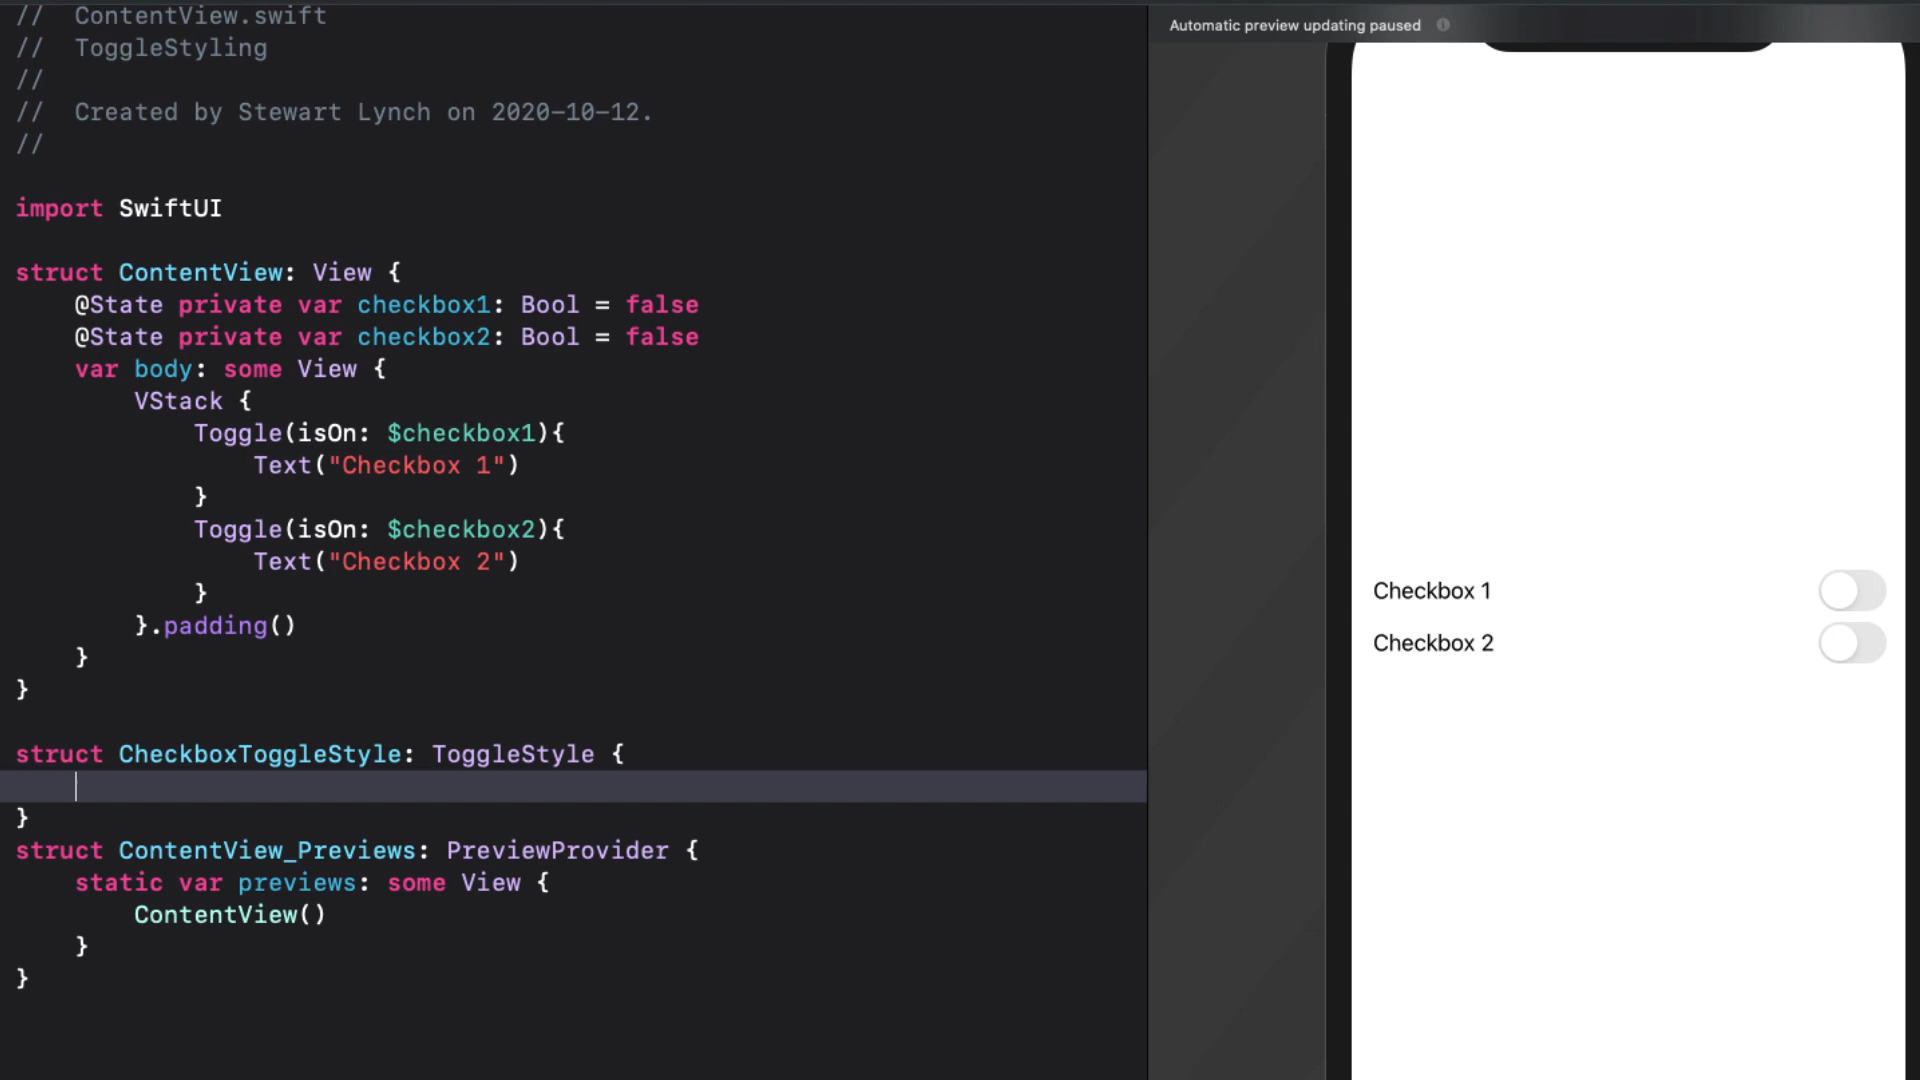 //  ContentView.swift
//  ToggleStyling
//
//  Created by Stewart Lynch on 2020-10-12.
//
import SwiftUI
struct ContentView: View {
    @State private var checkbox1: Bool = false
    @State private var checkbox2: Bool = false
    var body: some View {
        VStack {
            Toggle(isOn: $checkbox1){
                Text("Checkbox 1")
            }
            Toggle(isOn: $checkbox2){
                Text("Checkbox 2")
            }
        }.padding()
    }
}
struct CheckboxToggleStyle: ToggleStyle {
}
struct ContentView_Previews: PreviewProvider {
    static var previews: some View {
        ContentView()
    }
}
Automatic preview updating paused
Checkbox 1
Checkbox 2